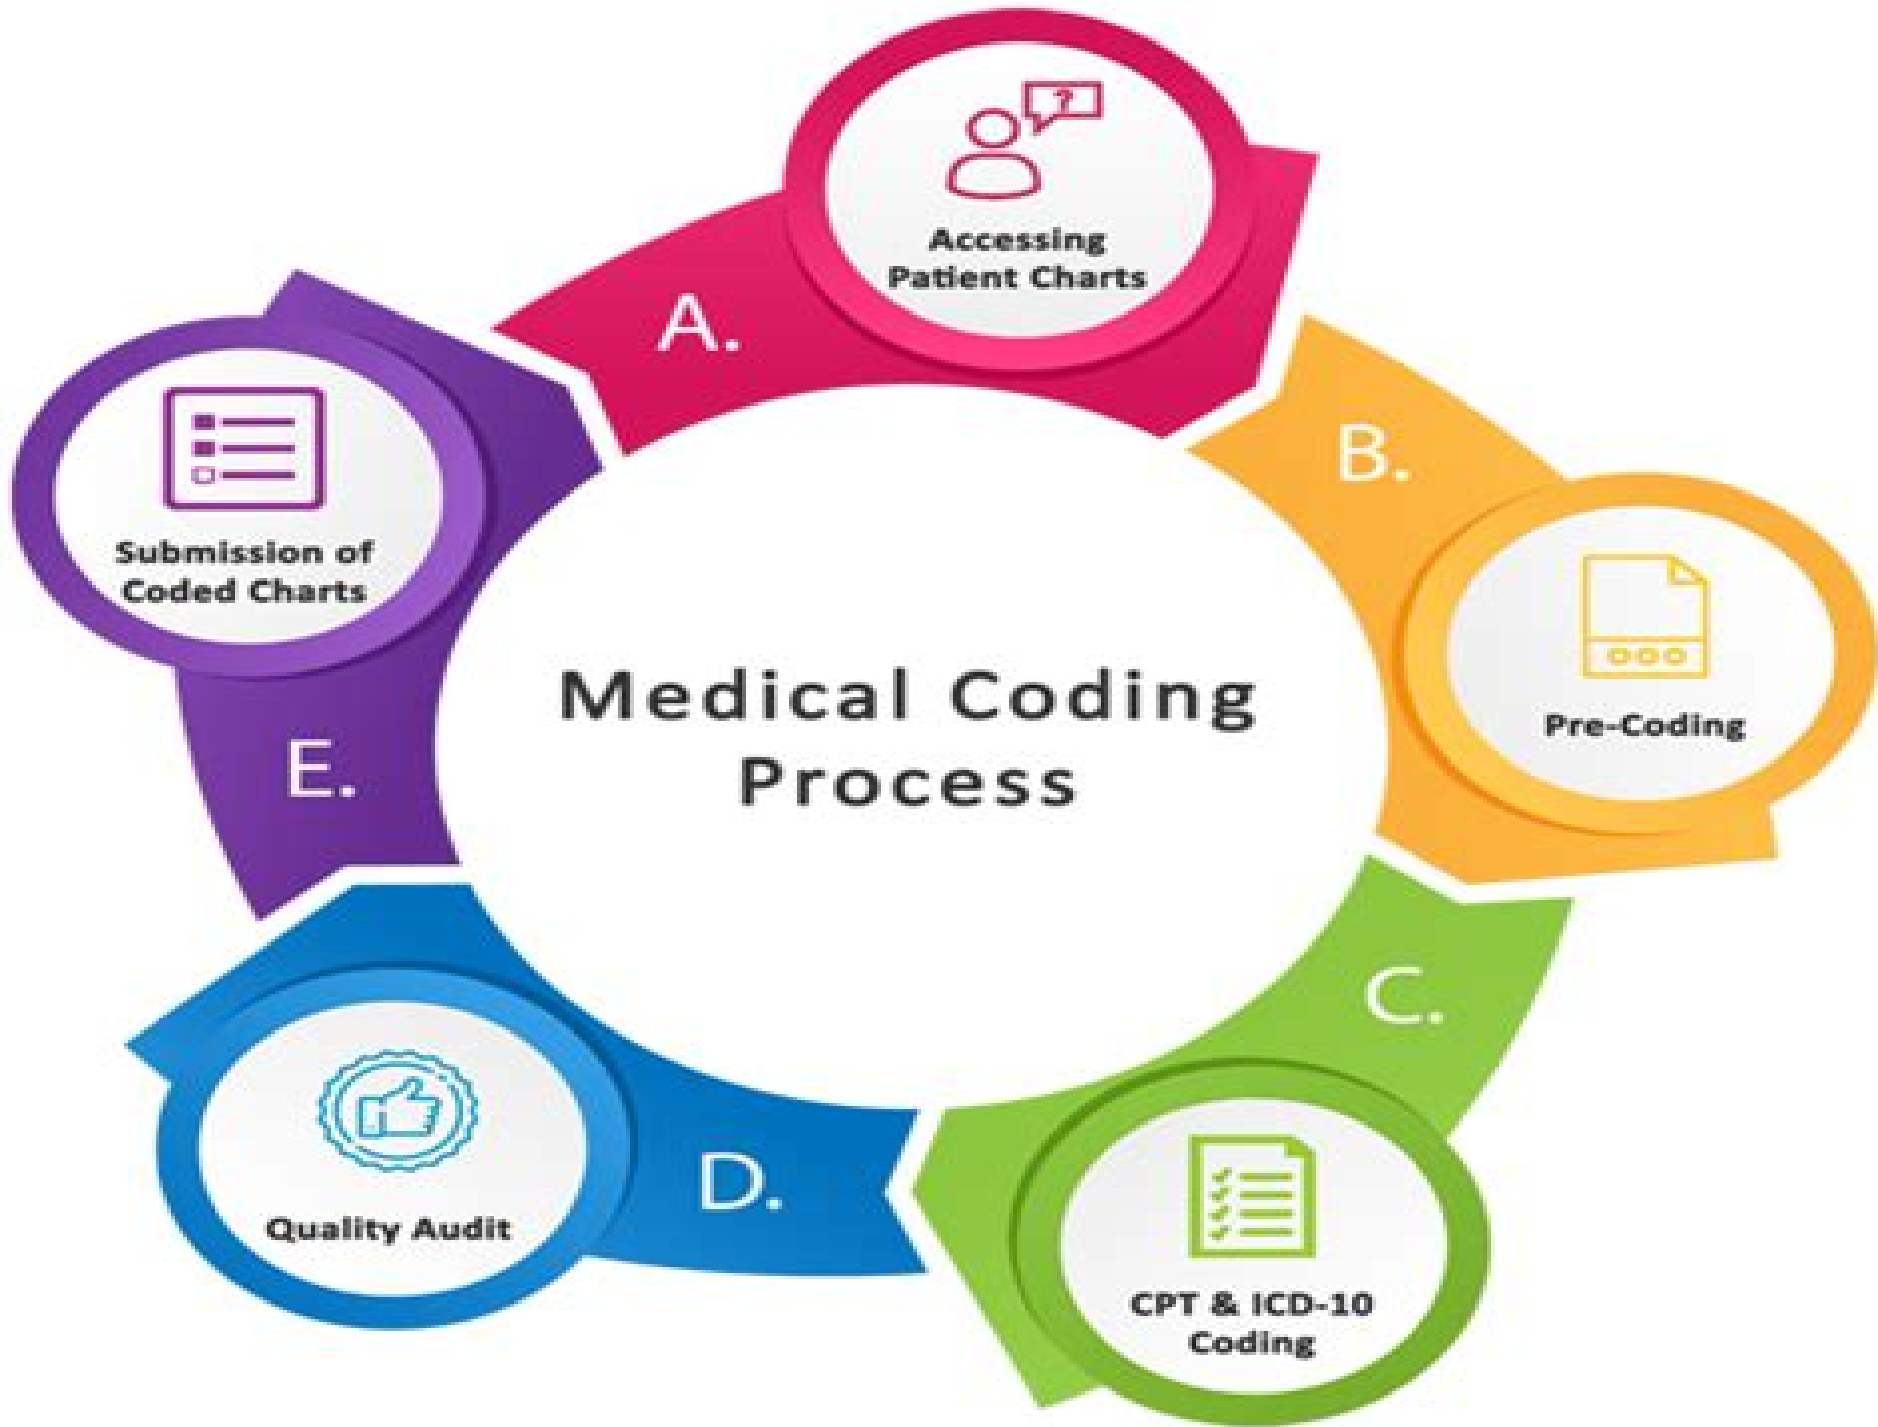 ?
Accessing
Patient Charts
A.
B.
Pre-Coding
C.
CPT & ICD-10
Coding
D.
Quality Audit
E.
Submission of
Coded Charts
Medical Coding
Process